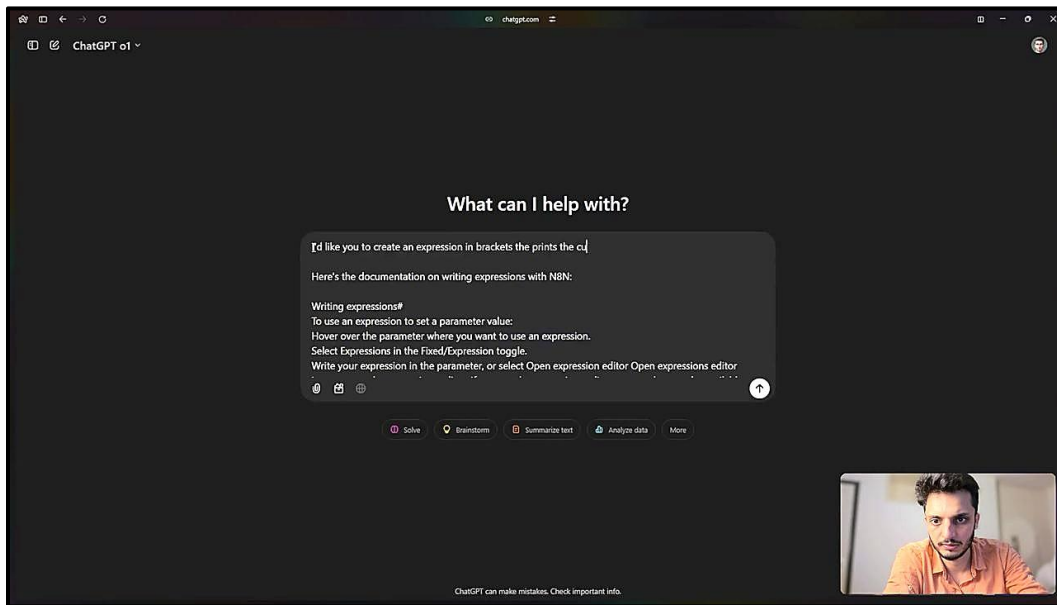 chatgpt.com
ChatGPT o1
What can I help with?
I'd like you to create an expression in brackets the prints the cu
Here's the documentation on writing expressions with N8N:
Writing expressions#
To use an expression to set a parameter value:
Hover over the parameter where you want to use an expression.
Select Expressions in the Fixed/Expression toggle.
Write your expression in the parameter, or select Open expression editor Open expressions editor
Solve Brainstorm Summarize text Analyze data More
ChatGPT can make mistakes. Check important info.